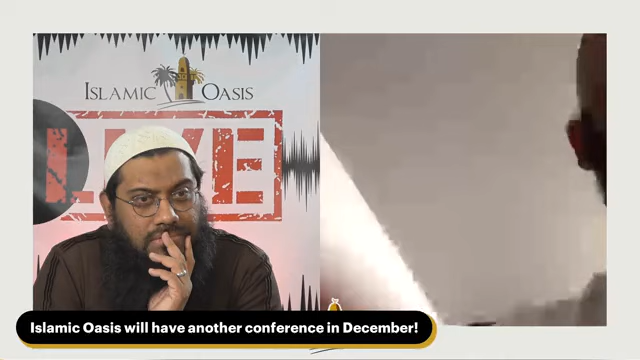 ISLAMIC OASIS
LIVE
Islamic Oasis will have another conference in December!